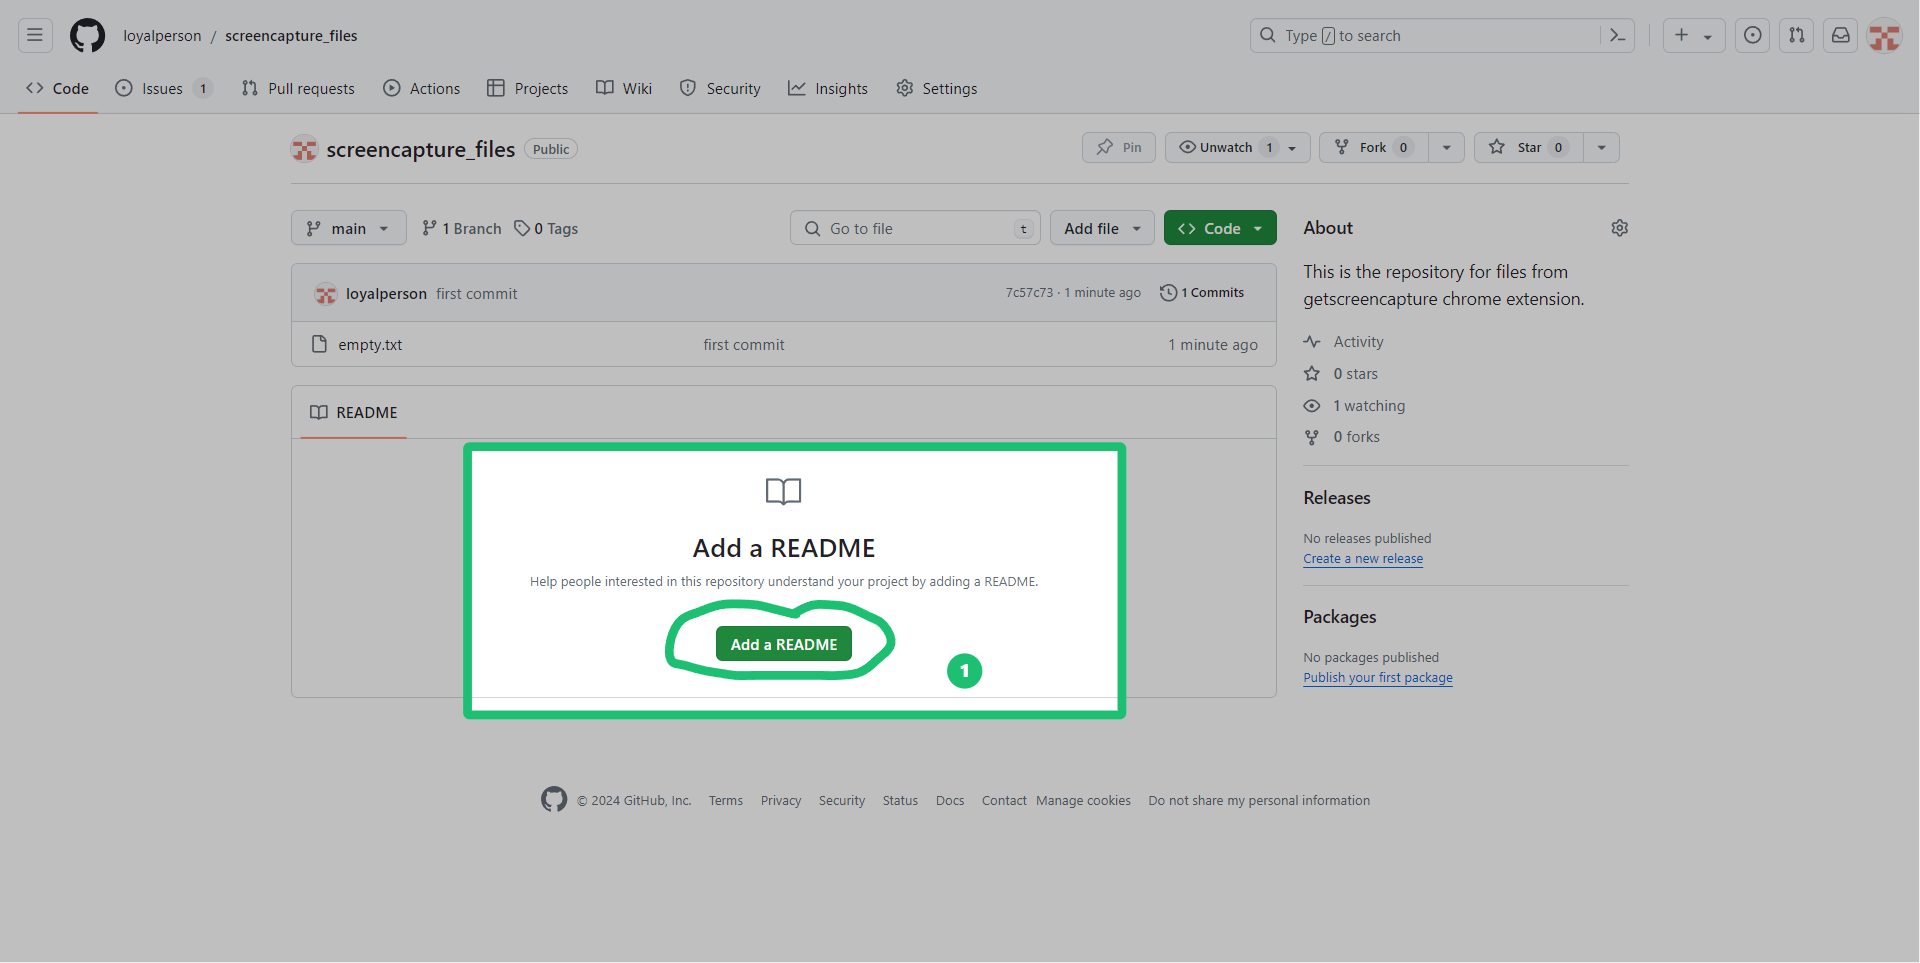 loyalperson / screencapture_files
Type / to search
Code Issues 1 Pull requests Actions Projects Wiki Security Insights Settings
screencapture_files Public
Pin Unwatch 1 Fork 0 Star 0
main 1 Branch 0 Tags
Go to file t Add file Code
loyalperson first commit 7c57c73 · 1 minute ago 1 Commits
empty.txt first commit 1 minute ago
README
Add a README
Help people interested in this repository understand your project by adding a README.
Add a README
1
About
This is the repository for files from
getscreencapture chrome extension.
Activity
0 stars
1 watching
0 forks
Releases
No releases published
Create a new release
Packages
No packages published
Publish your first package
© 2024 GitHub, Inc. Terms Privacy Security Status Docs Contact Manage cookies Do not share my personal information